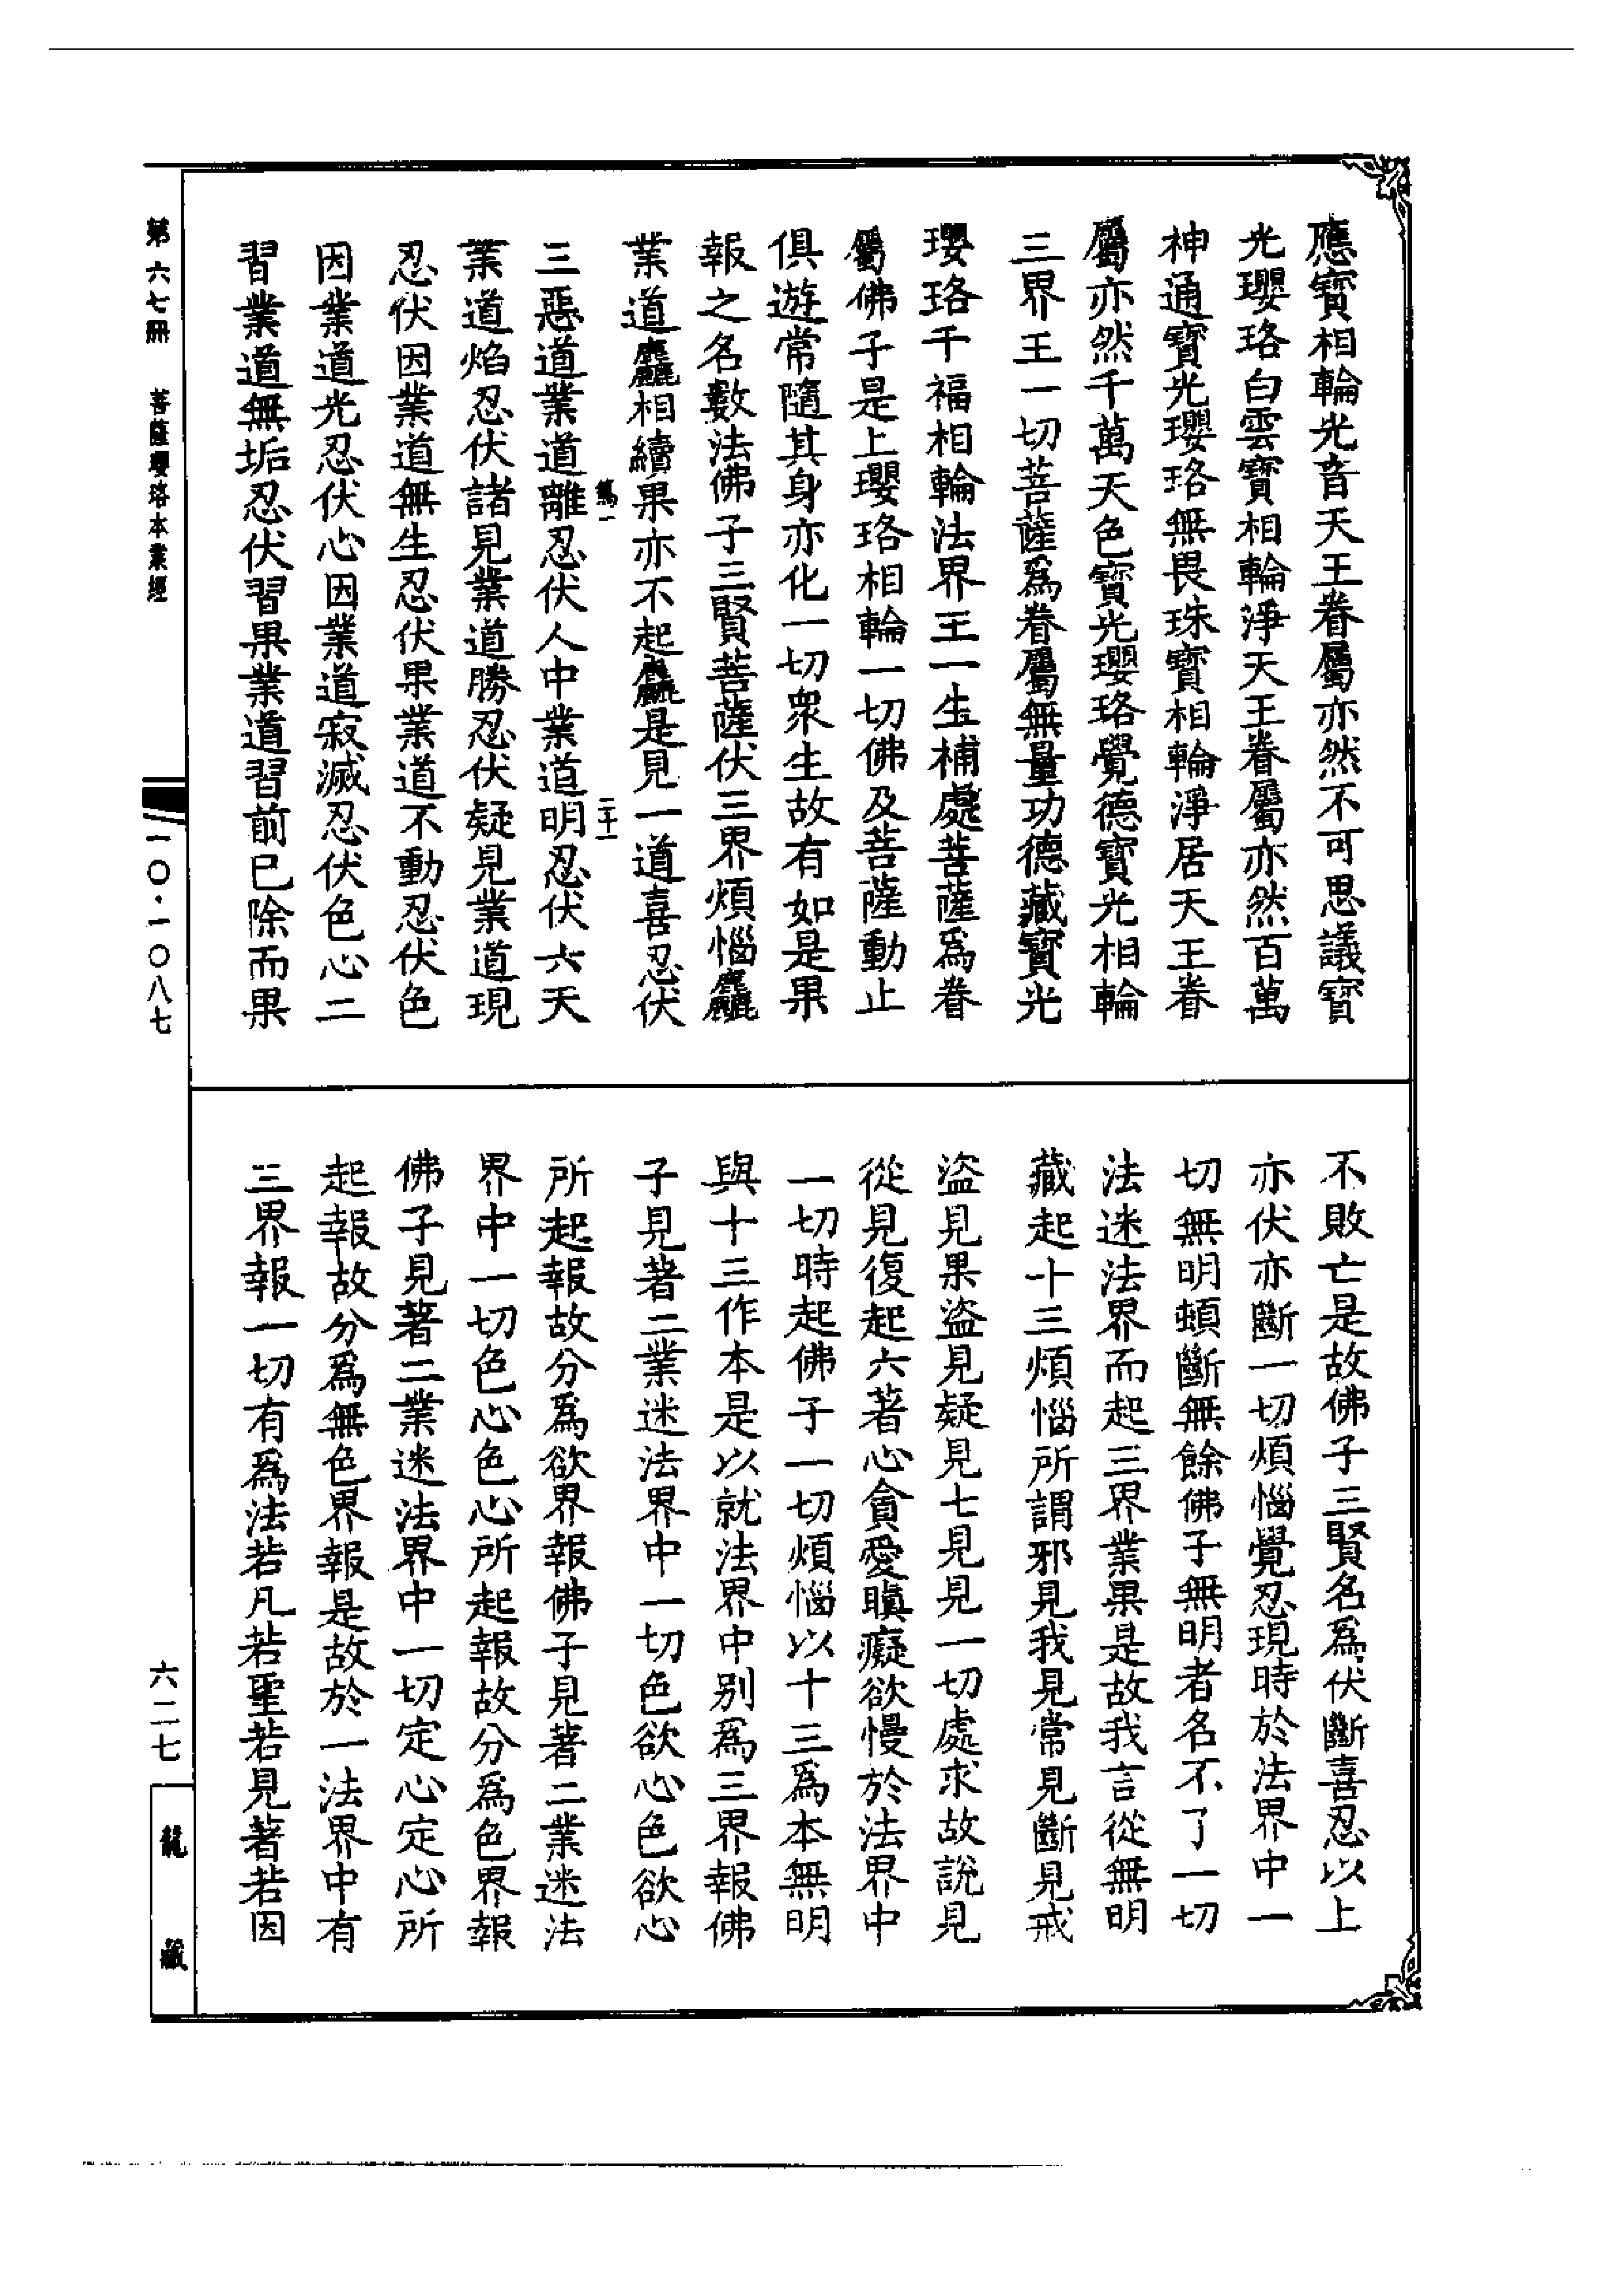 應寶相輪光音天王眷屬亦然不可思議寶
光瓔珞白雲寶相輪淨天王眷屬亦然百萬
神通寶光瓔珞無畏珠寶相輪淨居天王眷
屬亦然千萬天色寶光瓔珞覺德寶光相輪
三界王一切菩薩爲眷屬無量功德藏寶光
瓔珞千福相輪法界王一生補處菩薩爲眷
屬佛子是上瓔珞相輪一切佛及菩薩動止
俱遊常隨其身亦化一切衆生故有如是果
報之名數法佛子三賢菩薩伏三界煩惱麤
業道麤相續果亦不起麤是見一道喜忍伏
三惡道業道離忍伏人中業道明忍伏六天
業道焰忍伏諸見業道勝忍伏疑見業道現
忍伏因業道無生忍伏果業道不動忍伏色
因業道光忍伏心因業道寂滅忍伏色心二
習業道無垢忍伏習果業道習前已除而果
不敗亡是故佛子三賢名爲伏斷喜忍以上
亦伏亦斷一切煩惱覺忍現時於法界中一
切無明頓斷無餘佛子無明者名不了一切
法迷法界而起三界業果是故我言從無明
藏起十三煩惱所謂邪見我見常見斷見戒
盜見果盜見疑見七見見一切處求故說見
從見復起六著心貪愛瞋癡欲慢於法界中
一切時起佛子一切煩惱以十三爲本無明
與十三作本是以就法界中別爲三界報佛
子見著二業迷法界中一切色欲心色欲心
所起報故分爲欲界報佛子見著二業迷法
界中一切色心色心所起報故分爲色界報
佛子見著二業迷法界中一切定心定心所
起報故分爲無色界報是故於一法界中有
三界報一切有爲法若凡若聖若見著若因
第六七冊 菩薩瓔珞本業經
一〇·一〇八七
六二七
龍藏
二十一